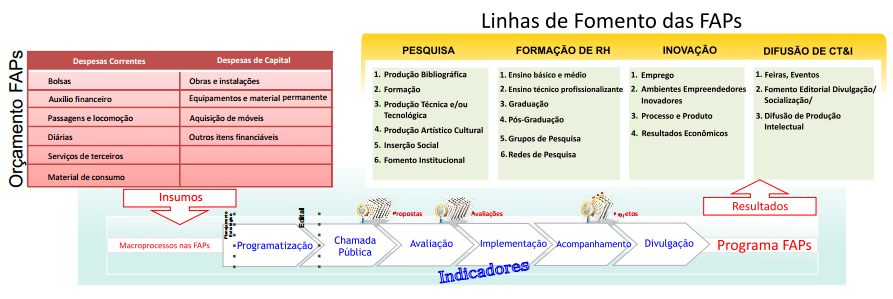 Linhas de Fomento das FAPs
Orçamento FAPs
Despesas Correntes
Despesas de Capital
Bolsas
Obras e instalações
Auxílio financeiro
Equipamentos e material permanente
Passagens e locomoção
Aquisição de móveis
Diárias
Outros itens financiáveis
Serviços de terceiros
Material de consumo
PESQUISA
1. Produção Bibliográfica
2. Formação
3. Produção Técnica e/ou
Tecnológica
4. Produção Artístico Cultural
5. Inserção Social
6. Fomento Institucional
FORMAÇÃO DE RH
1. Ensino básico e médio
2. Ensino técnico profissionalizante
3. Graduação
4. Pós-Graduação
5. Grupos de Pesquisa
6. Redes de Pesquisa
INOVAÇÃO
1. Emprego
2. Ambientes Empreendedores
Inovadores
3. Processo e Produto
4. Resultados Econômicos
DIFUSÃO DE CT&I
1. Feiras, Eventos
2. Fomento Editorial Divulgação/
Socialização/
3. Difusão de Produção
Intelectual
Insumos
Resultados
Edital
Avaliações
Macroprocessos nas FAPs
Programatização
Chamada
Pública
Avaliação
Implementação
Acompanhamento
Divulgação
Programa FAPs
Indicadores